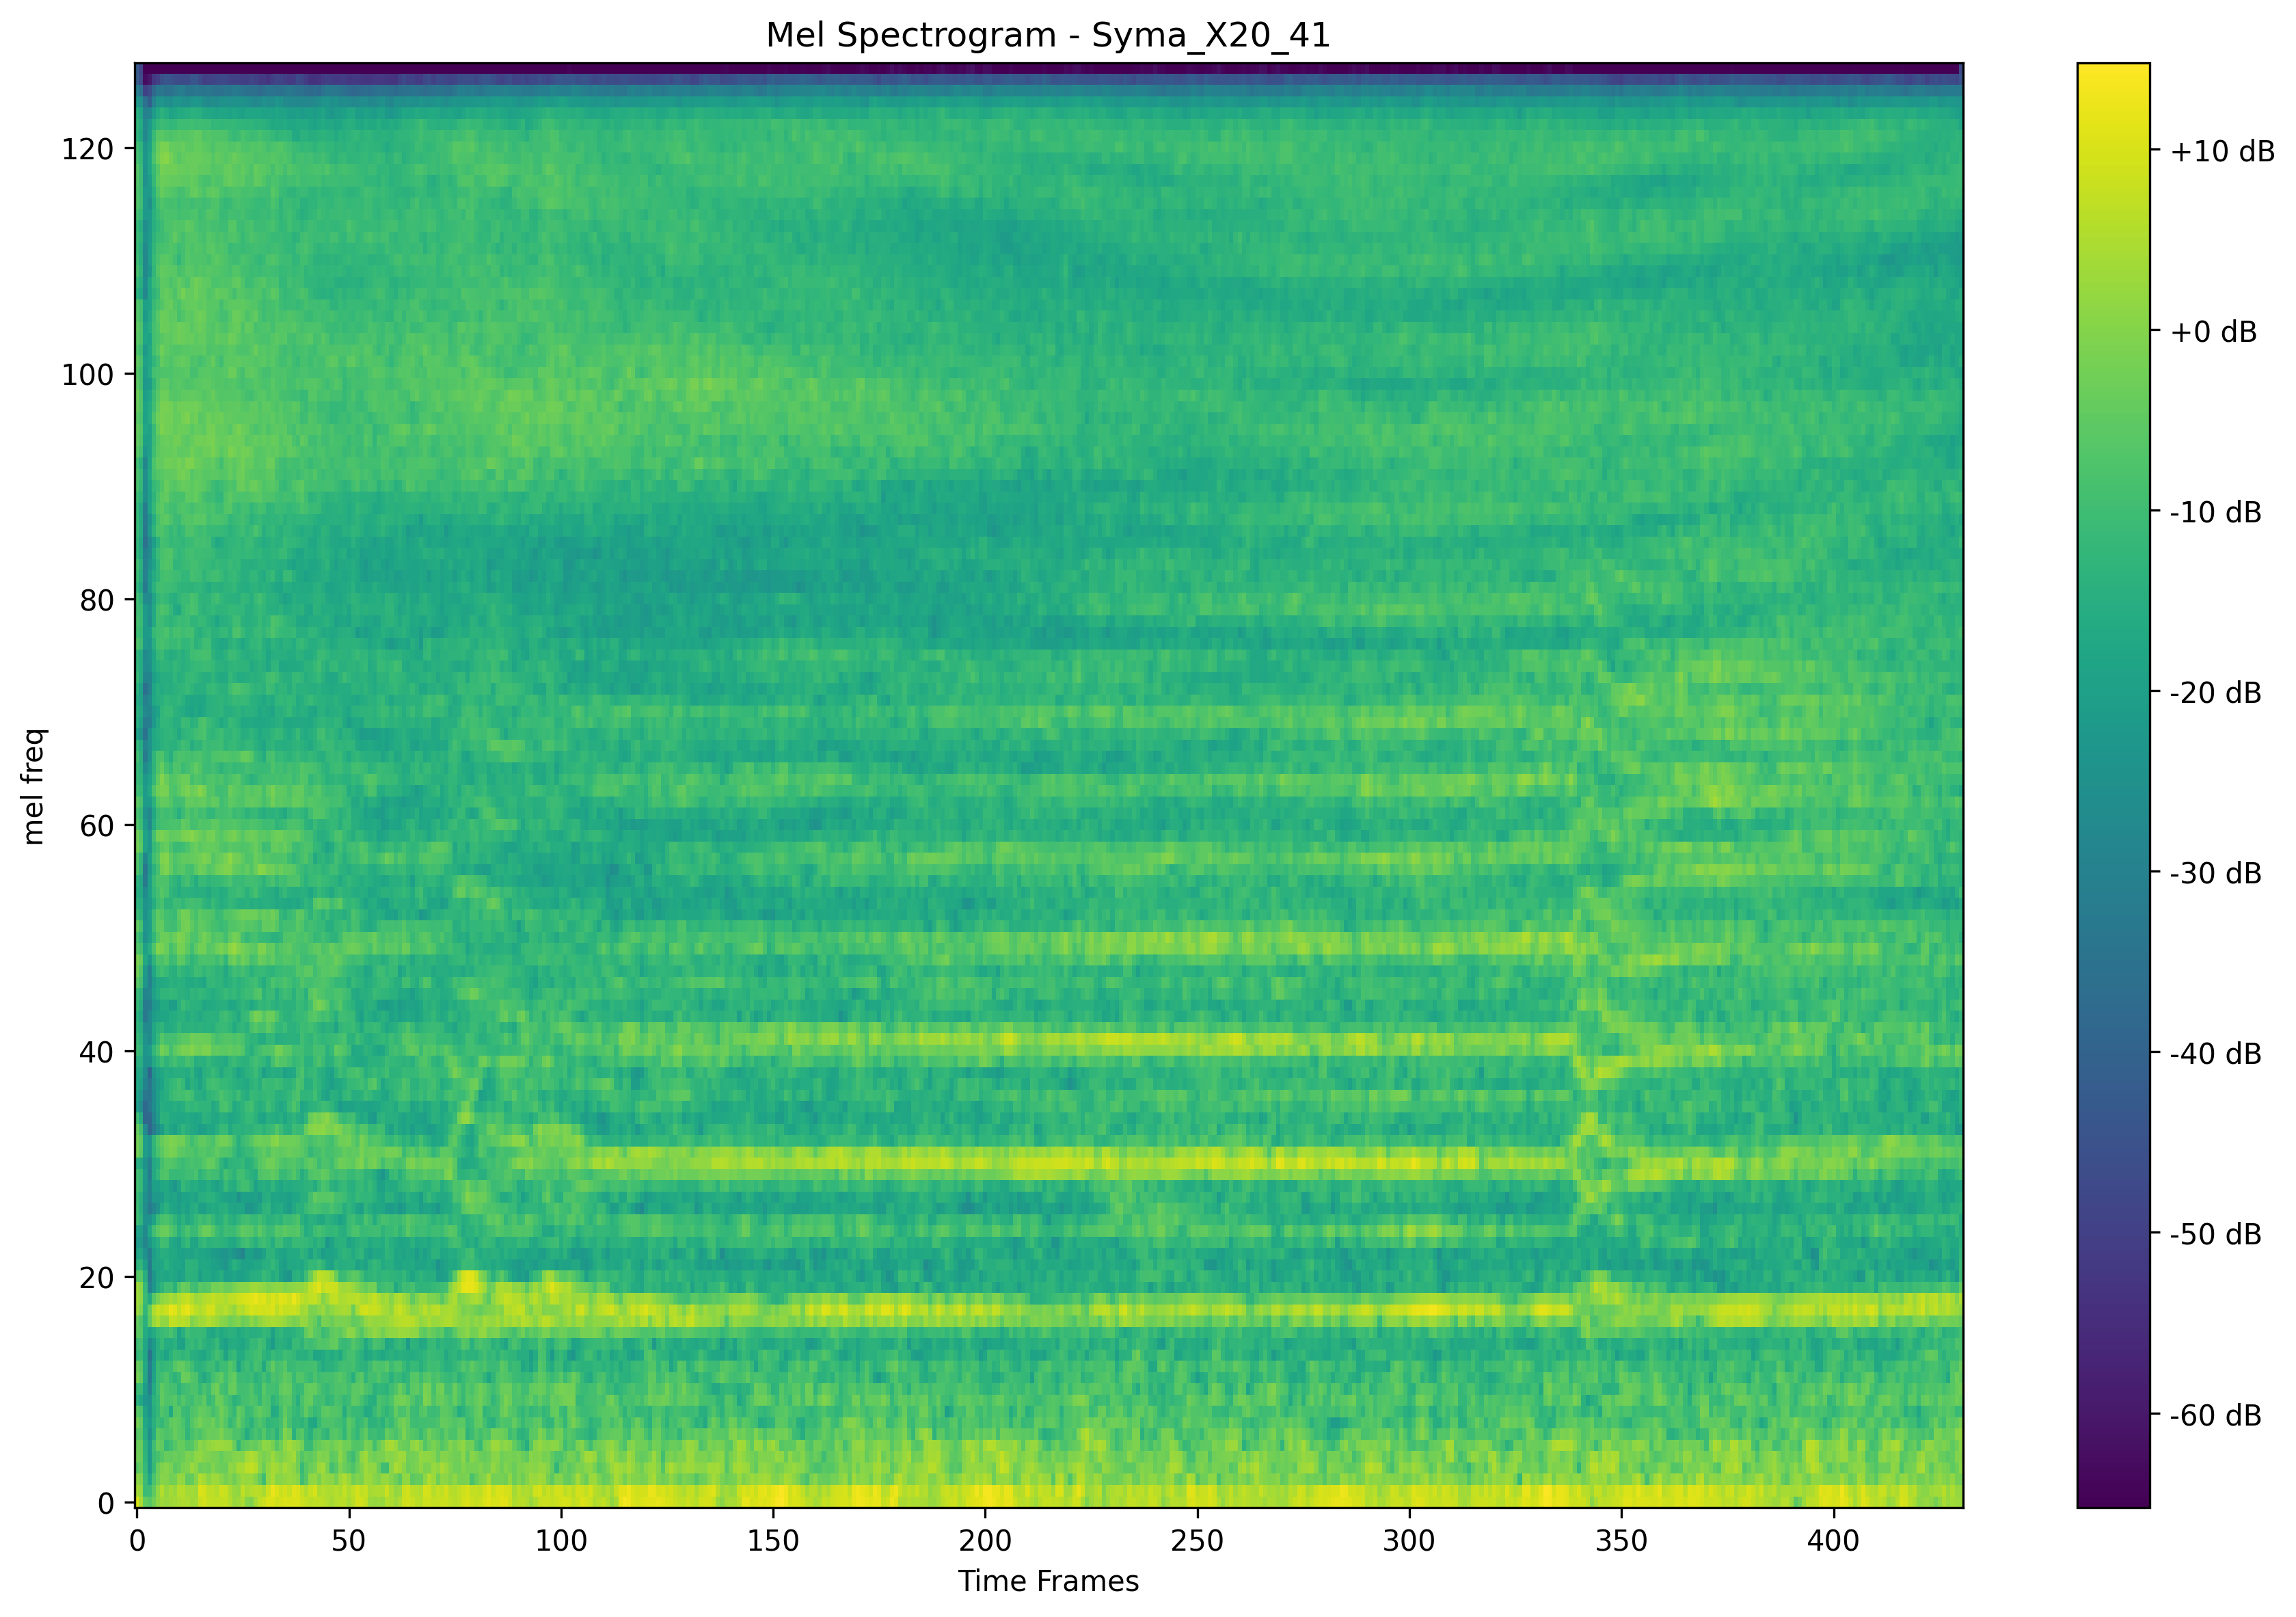 Mel Spectrogram - Syma_X20_41
mel freq
120
100
80
60
40
20
0
0 50 100 150 200 250 300 350 400
Time Frames
+10 dB
+0 dB
-10 dB
-20 dB
-30 dB
-40 dB
-50 dB
-60 dB